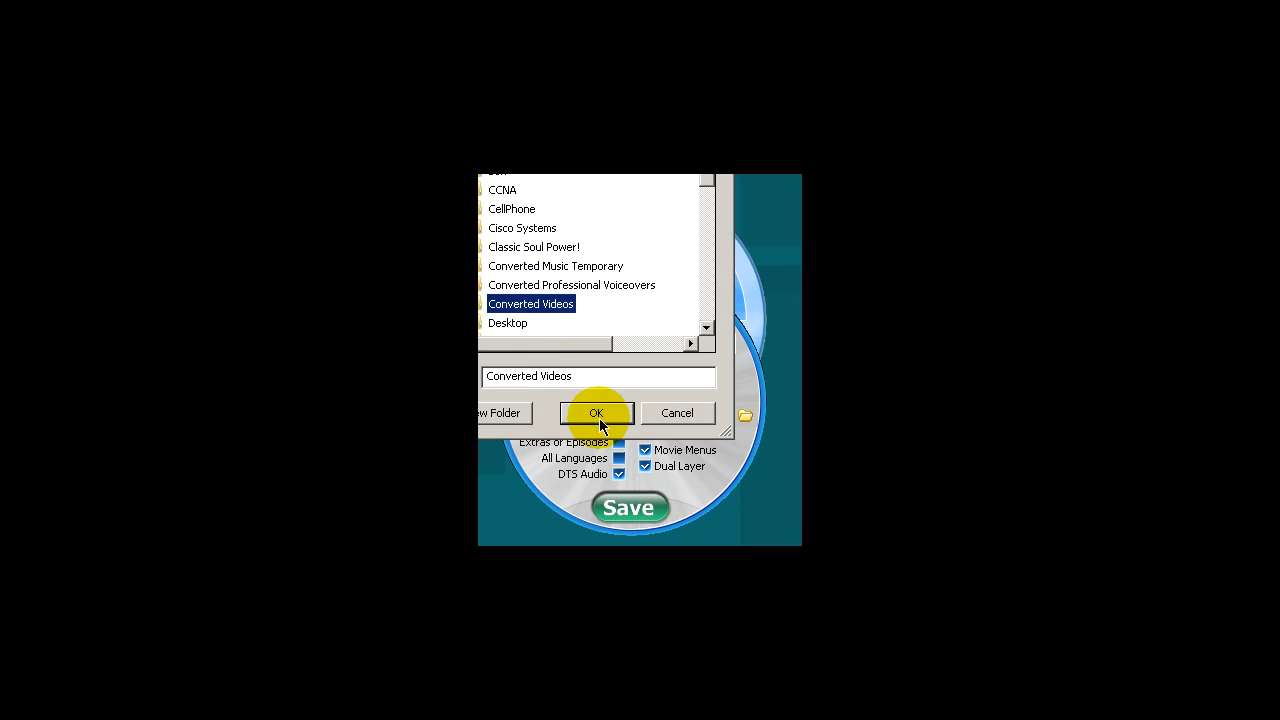 CCNA
CellPhone
Cisco Systems
Classic Soul Power!
Converted Music Temporary
Converted Professional Voiceovers
Converted Videos
Desktop
Converted Videos
ew Folder OK Cancel
Extras or Episodes
All Languages
DTS Audio
Movie Menus
Dual Layer
Save